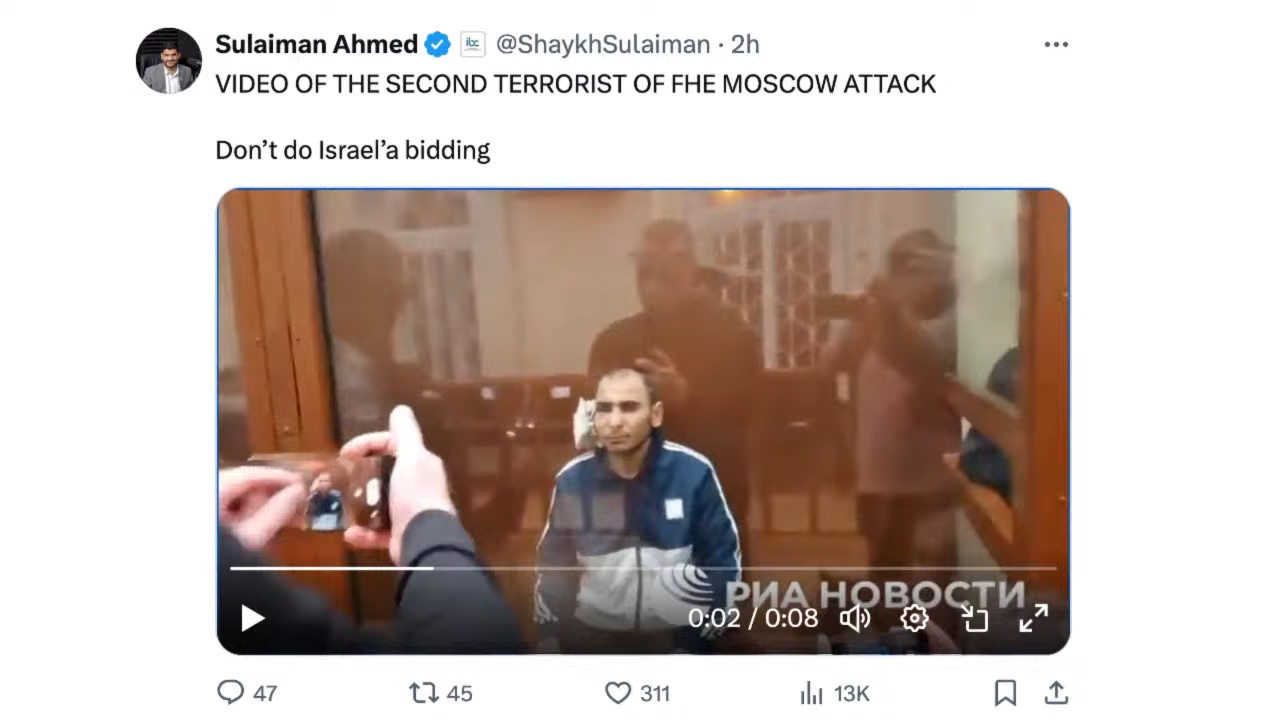 Sulaiman Ahmed ibc @ShaykhSulaiman · 2h
VIDEO OF THE SECOND TERRORIST OF FHE MOSCOW ATTACK
Don’t do Israel’a bidding
РИА НОВОСТИ
0:02 / 0:08
47 45 311 13K